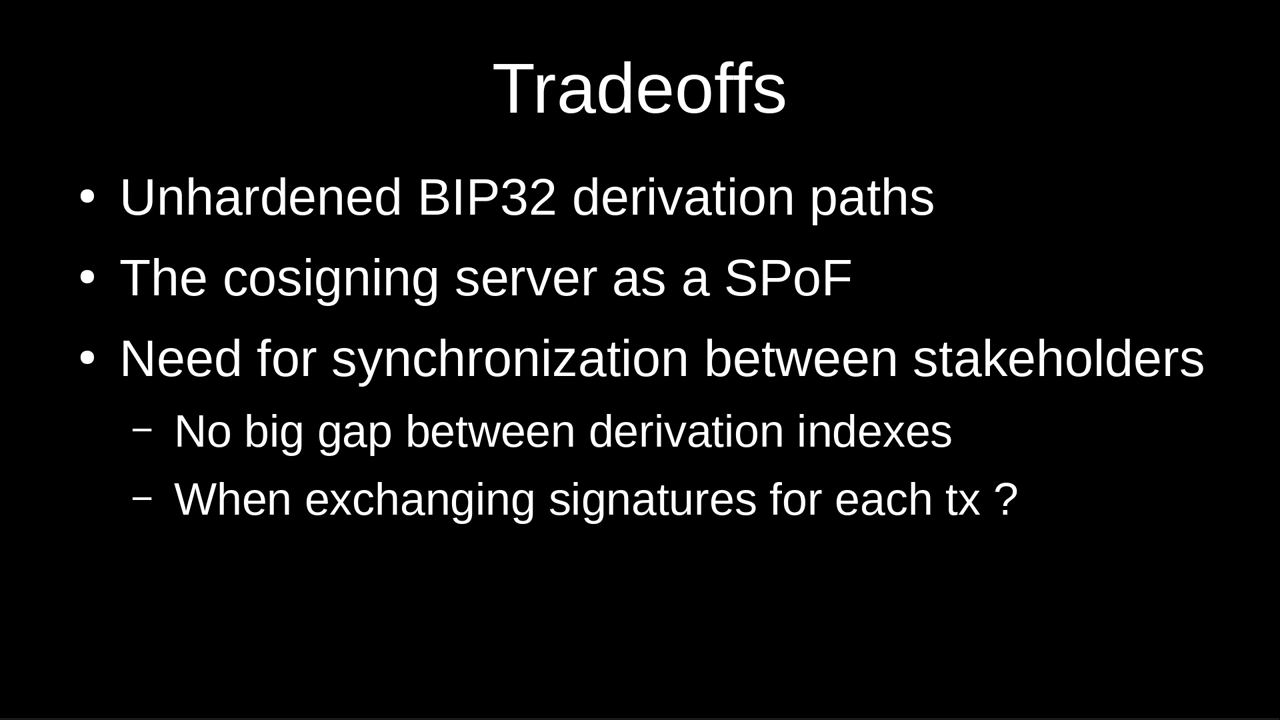 Tradeoffs
● Unhardened BIP32 derivation paths
● The cosigning server as a SPoF
● Need for synchronization between stakeholders
– No big gap between derivation indexes
– When exchanging signatures for each tx ?